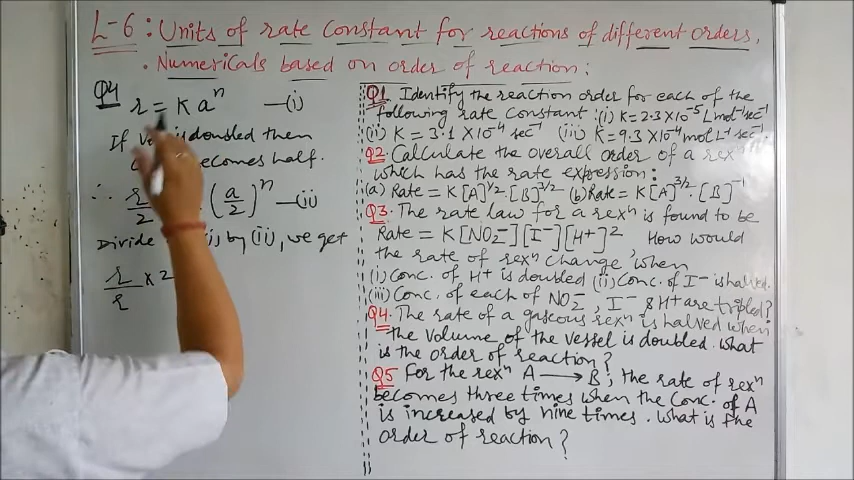 L-6 : Units of rate constant for reactions of different orders,
. Numericals based on order of reaction :
Q4
r = K aⁿ —(i)
If doubled then
becomes half.
∴ r/2 (a/2)ⁿ —(ii)
Divide by (ii), we get
r/r × 2
Q1 Identify the reaction order for each of the
following rate constant : (i) K = 2.3 X 10⁻⁵ L mol⁻¹ sec⁻¹
(ii) K = 3.1 X 10⁻⁴ sec⁻¹ (iii) K = 9.3 X 10⁻⁴ mol L⁻¹ sec⁻¹.
Q2. Calculate the overall order of a rexⁿ
which has the rate expression :
(a) Rate = K [A]^1/2 . [B]^3/2 (b) Rate = K [A]^3/2 . [B]⁻¹
Q3. The rate law for a rexⁿ is found to be
Rate = K [NO₂⁻] [I⁻] [H⁺]² How would
the rate of rexⁿ change, when
(i) Conc. of H⁺ is doubled (ii) Conc. of I⁻ is halved.
(iii) Conc. of each of NO₂⁻, I⁻ & H⁺ are tripled?
Q4. The rate of a gaseous rexⁿ is halved when
the volume of the vessel is doubled. What
is the order of reaction?
Q5 For the rexⁿ A ⟶ B, the rate of rexⁿ
becomes three times when the conc. of A
is increased by nine times. What is the
order of reaction?